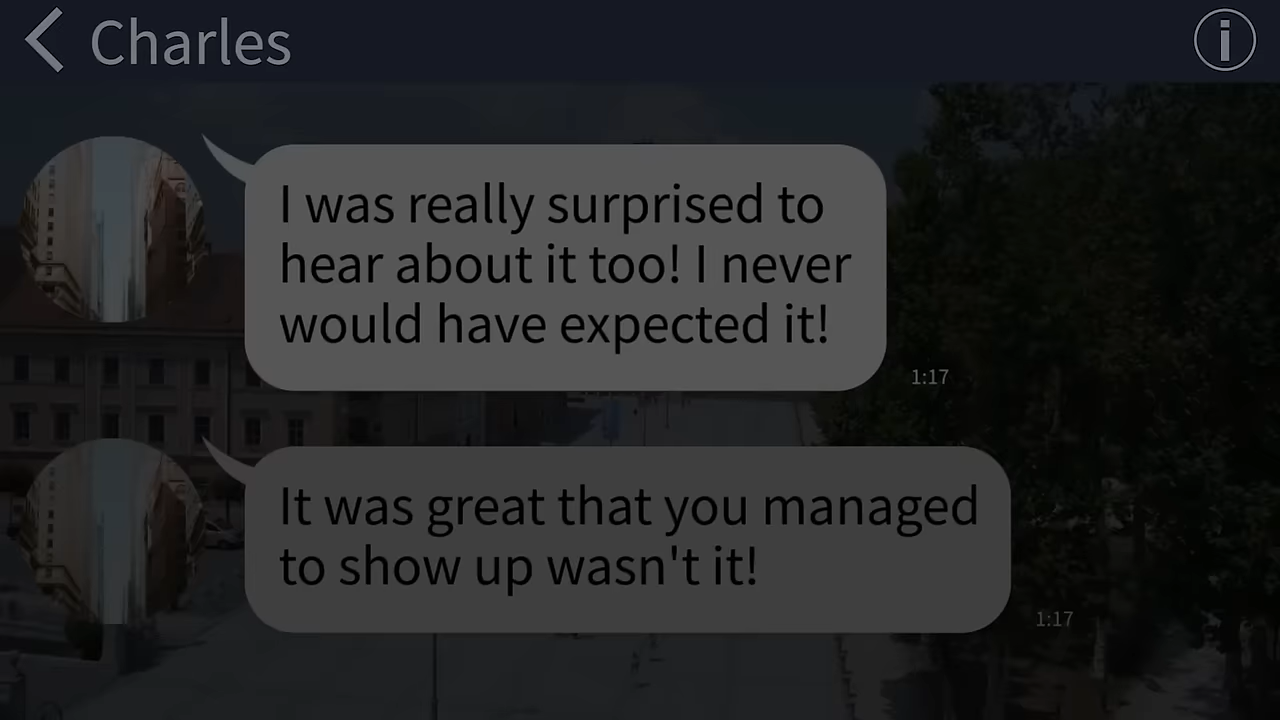 Charles
I was really surprised to
hear about it too! I never
would have expected it!
1:17
It was great that you managed
to show up wasn't it!
1:17